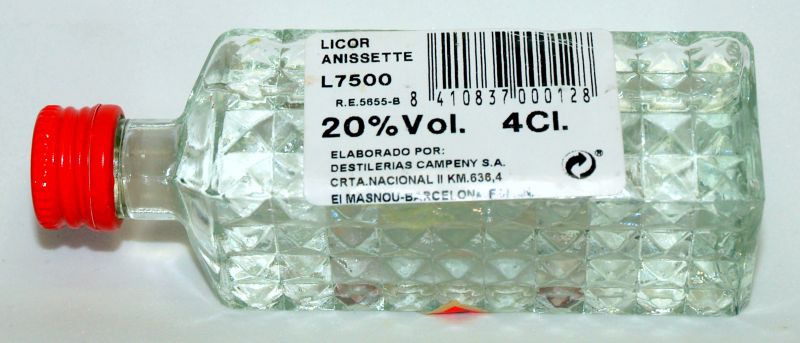 LICOR
ANISSETTE
L7500
R.E.5655-B
8 410837 000128
20%Vol. 4Cl.
ELABORADO POR:
DESTILERIAS CAMPENY S.A.
CRTA.NACIONAL II KM.636,4
El MASNOU-BARCELONA